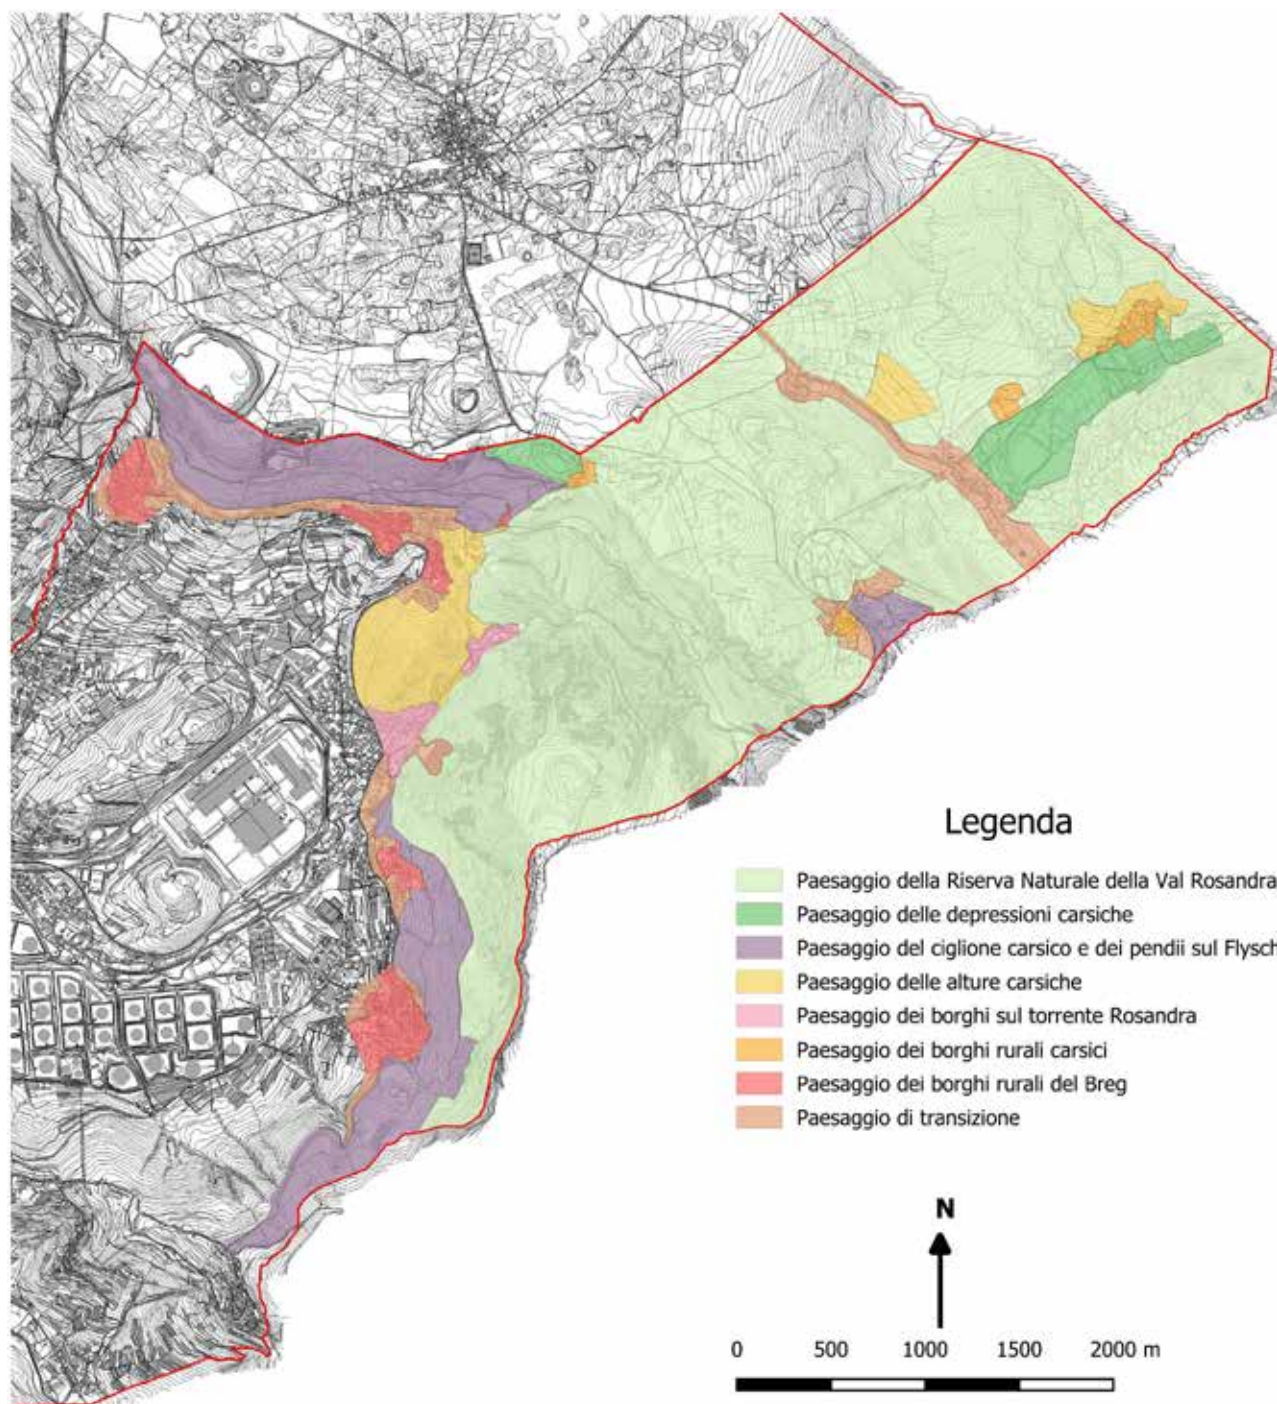 Legenda
Paesaggio della Riserva Naturale della Val Rosandra
Paesaggio delle depressioni carsiche
Paesaggio del ciglione carsico e dei pendii sul Flysch
Paesaggio delle alture carsiche
Paesaggio dei borghi sul torrente Rosandra
Paesaggio dei borghi rurali carsici
Paesaggio dei borghi rurali del Breg
Paesaggio di transizione
N
0 500 1000 1500 2000 m